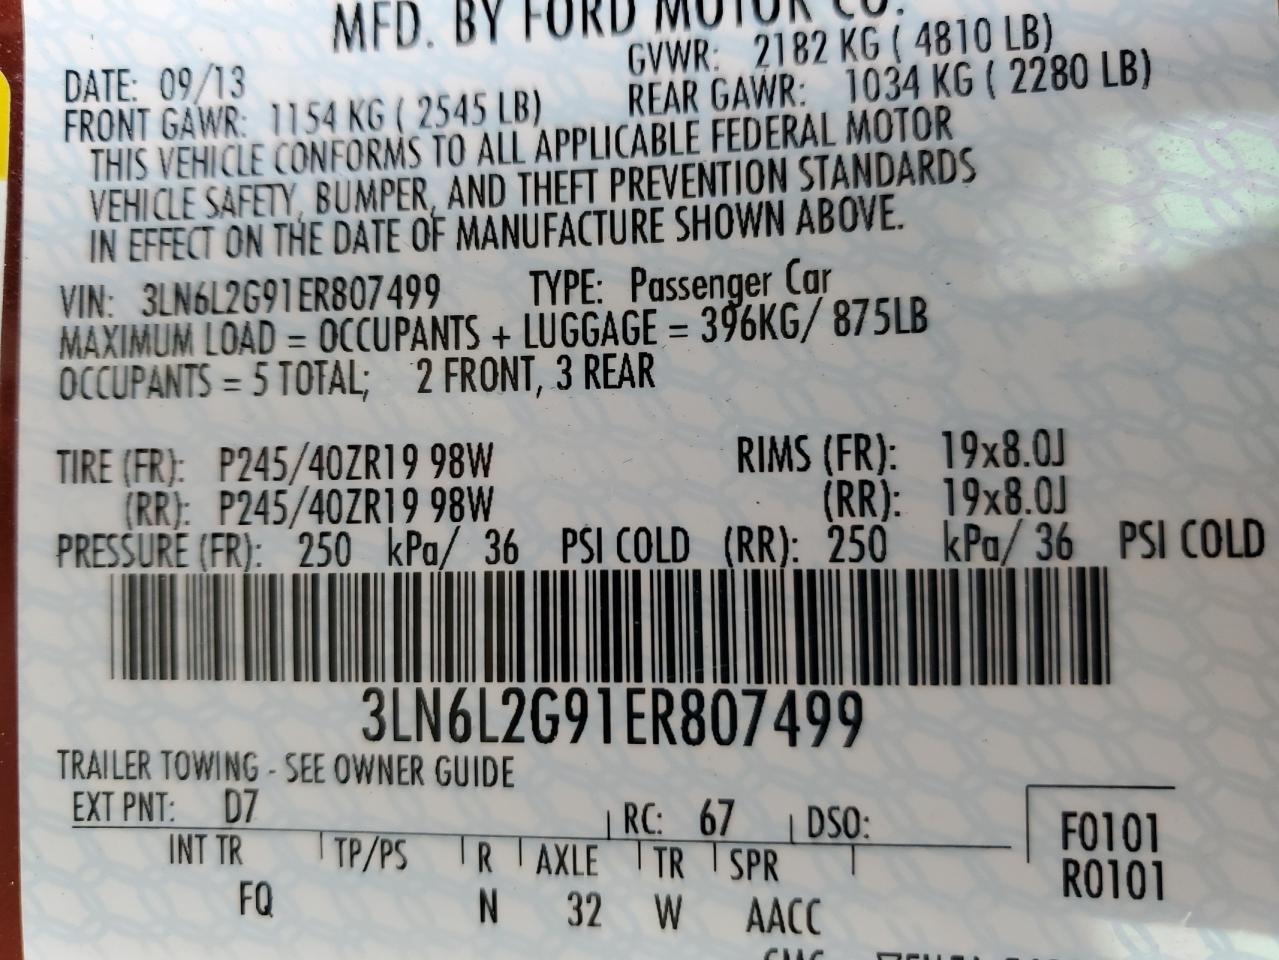 MFD. BY FORD MOTOR CO.
DATE: 09/13 GVWR: 2182 KG ( 4810 LB)
FRONT GAWR: 1154 KG ( 2545 LB) REAR GAWR: 1034 KG ( 2280 LB)
THIS VEHICLE CONFORMS TO ALL APPLICABLE FEDERAL MOTOR
VEHICLE SAFETY, BUMPER, AND THEFT PREVENTION STANDARDS
IN EFFECT ON THE DATE OF MANUFACTURE SHOWN ABOVE.
VIN: 3LN6L2G91ER807499 TYPE: Passenger Car
MAXIMUM LOAD = OCCUPANTS + LUGGAGE = 396KG/ 875LB
OCCUPANTS = 5 TOTAL; 2 FRONT, 3 REAR
TIRE (FR): P245/40ZR19 98W RIMS (FR): 19x8.0J
(RR): P245/40ZR19 98W (RR): 19x8.0J
PRESSURE (FR): 250 kPa/ 36 PSI COLD (RR): 250 kPa/ 36 PSI COLD
3LN6L2G91ER807499
TRAILER TOWING - SEE OWNER GUIDE
EXT PNT: D7 RC: 67 DSO:
F0101
R0101
INT TR TP/PS R AXLE TR SPR
FQ N 32 W AACC